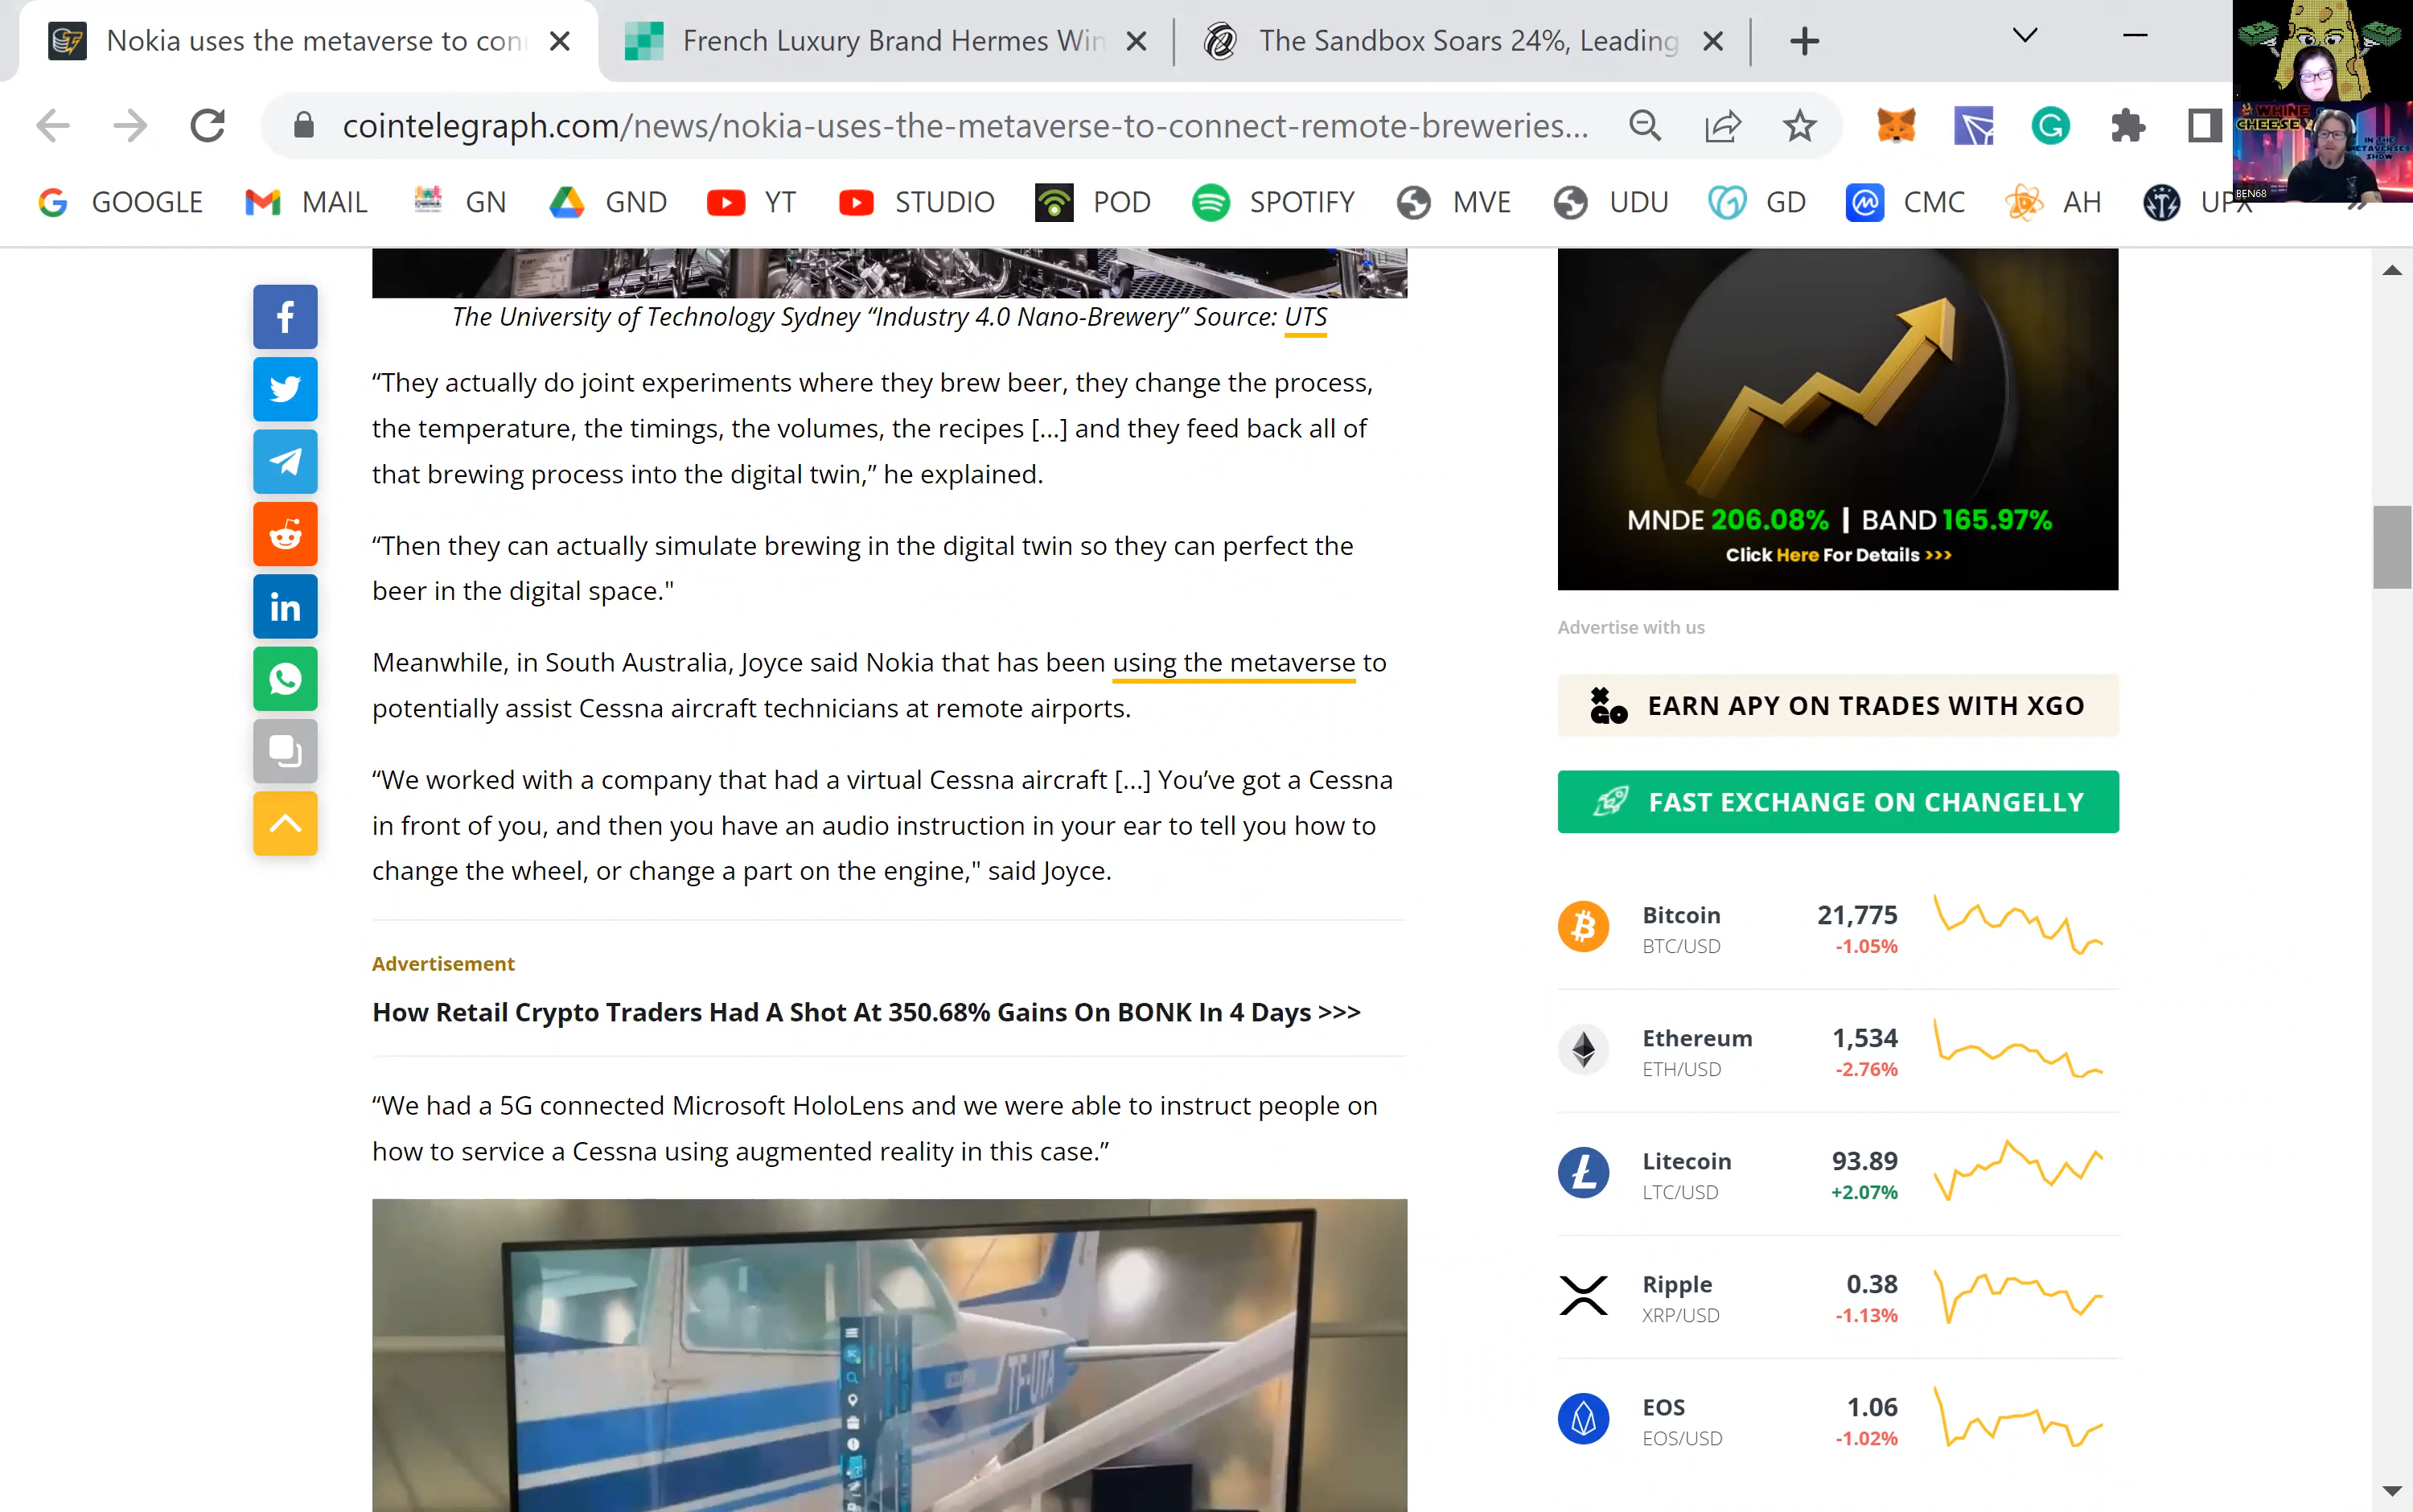 Nokia uses the metaverse to con
French Luxury Brand Hermes Win
The Sandbox Soars 24%, Leading
cointelegraph.com/news/nokia-uses-the-metaverse-to-connect-remote-breweries...
GOOGLE
MAIL
GN
GND
YT
STUDIO
POD
SPOTIFY
MVE
UDU
GD
CMC
AH
UPX
WHINE
CHEESE
IN THE
METAVERSE
SHOW
BEN68
The University of Technology Sydney “Industry 4.0 Nano-Brewery” Source: UTS
“They actually do joint experiments where they brew beer, they change the process,
the temperature, the timings, the volumes, the recipes [...] and they feed back all of
that brewing process into the digital twin,” he explained.
“Then they can actually simulate brewing in the digital twin so they can perfect the
beer in the digital space."
Meanwhile, in South Australia, Joyce said Nokia that has been using the metaverse to
potentially assist Cessna aircraft technicians at remote airports.
“We worked with a company that had a virtual Cessna aircraft [...] You’ve got a Cessna
in front of you, and then you have an audio instruction in your ear to tell you how to
change the wheel, or change a part on the engine," said Joyce.
Advertisement
How Retail Crypto Traders Had A Shot At 350.68% Gains On BONK In 4 Days >>>
“We had a 5G connected Microsoft HoloLens and we were able to instruct people on
how to service a Cessna using augmented reality in this case.”
TF-UTA
MNDE 206.08% | BAND 165.97%
Click Here For Details >>>
Advertise with us
XGO
EARN APY ON TRADES WITH XGO
FAST EXCHANGE ON CHANGELLY
Bitcoin 21,775
BTC/USD -1.05%
Ethereum 1,534
ETH/USD -2.76%
Litecoin 93.89
LTC/USD +2.07%
Ripple 0.38
XRP/USD -1.13%
EOS 1.06
EOS/USD -1.02%